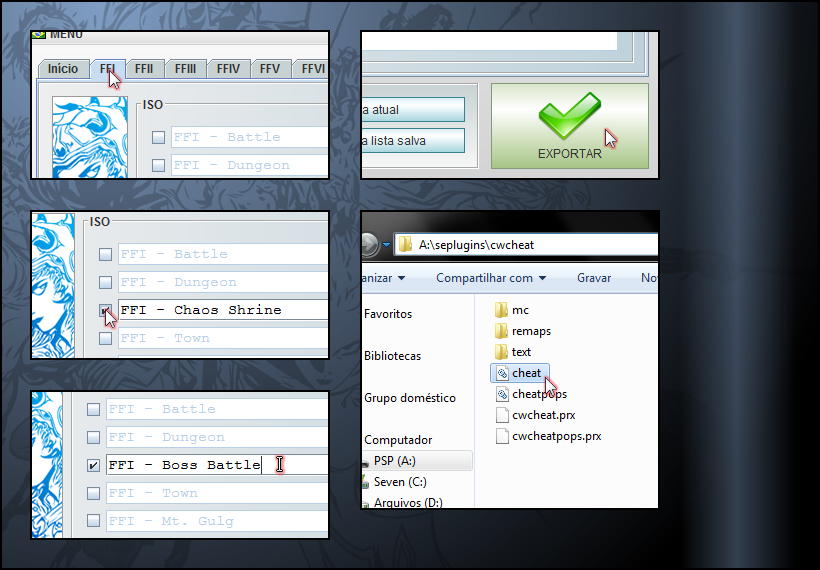 MENU
Início FFI FFII FFIII FFIV FFV FFVI
ISO
FFI - Battle
FFI - Dungeon
ISO
FFI - Battle
FFI - Dungeon
FFI - Chaos Shrine
FFI - Town
FFI - Battle
FFI - Dungeon
FFI - Boss Battle
FFI - Town
FFI - Mt. Gulg
a atual
a lista salva
EXPORTAR
A:\seplugins\cwcheat
anizar Compartilhar com Gravar Nov
Favoritos
Bibliotecas
Grupo doméstico
Computador
PSP (A:)
Seven (C:)
Arquivos (D:)
mc
remaps
text
cheat
cheatpops
cwcheat.prx
cwcheatpops.prx